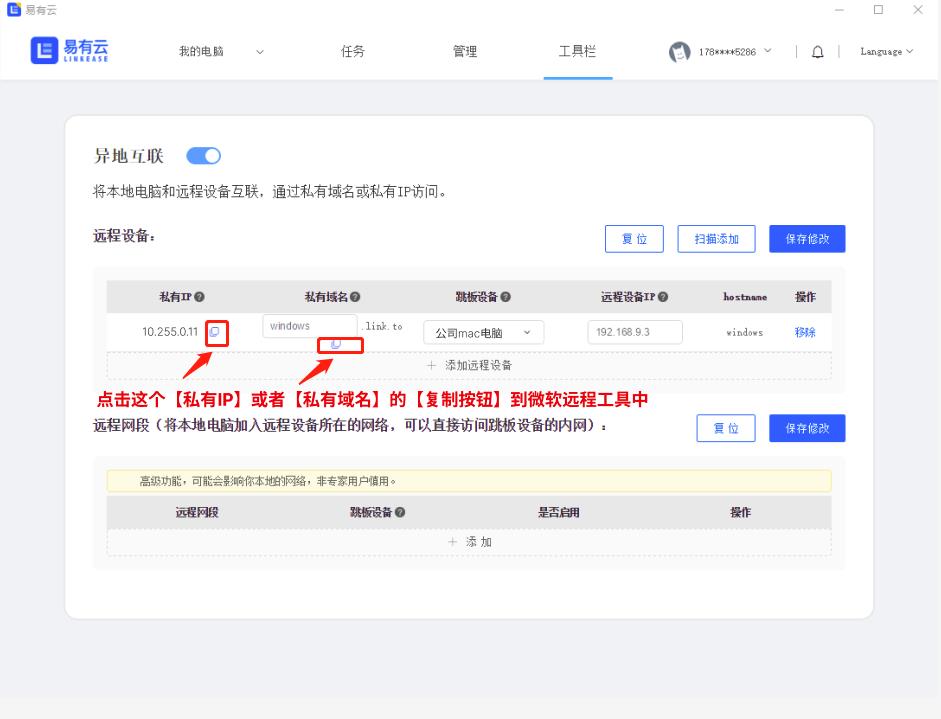 易有云
易有云
LINKEASE
我的电脑
任务
管理
工具栏
178****5286
Language
异地互联
将本地电脑和远程设备互联，通过私有域名或私有IP访问。
远程设备：
复 位
扫描添加
保存修改
私有IP
私有域名
跳板设备
远程设备IP
hostname
操作
10.255.0.11
windows
.link.to
公司mac电脑
192.168.9.3
windows
移除
＋ 添加远程设备
点击这个【私有IP】或者【私有域名】的【复制按钮】到微软远程工具中
远程网段（将本地电脑加入远程设备所在的网络，可以直接访问跳板设备的内网）：
复 位
保存修改
高级功能，可能会影响你本地的网络，非专家用户慎用。
远程网段
跳板设备
是否启用
操作
＋ 添 加